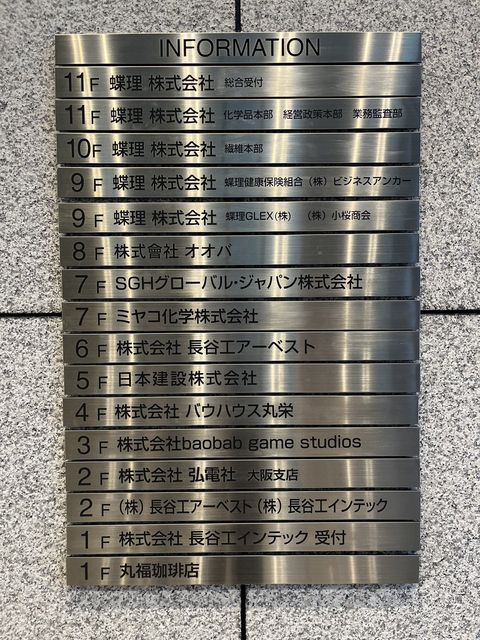 INFORMATION
11F 蝶理 株式会社 総合受付
11F 蝶理 株式会社 化学品本部 経営政策本部 業務監査部
10F 蝶理 株式会社 繊維本部
9F 蝶理 株式会社 蝶理健康保険組合(株)ビジネスアンカー
9F 蝶理 株式会社 蝶理GLEX(株) (株)小桜商会
8F 株式會社 オオバ
7F SGHグローバル・ジャパン株式会社
7F ミヤコ化学株式会社
6F 株式会社 長谷工アーベスト
5F 日本建設株式会社
4F 株式会社 バウハウス丸栄
3F 株式会社baobab game studios
2F 株式会社 弘電社 大阪支店
2F (株)長谷工アーベスト(株)長谷工インテック
1F 株式会社 長谷工インテック 受付
1F 丸福珈琲店